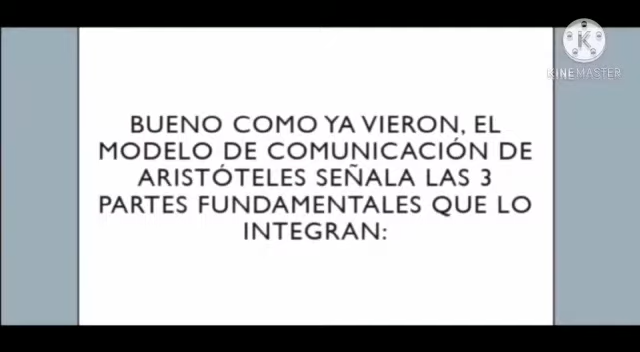 K
KINEMASTER
BUENO COMO YA VIERON, EL
MODELO DE COMUNICACIÓN DE
ARISTÓTELES SEÑALA LAS 3
PARTES FUNDAMENTALES QUE LO
INTEGRAN: